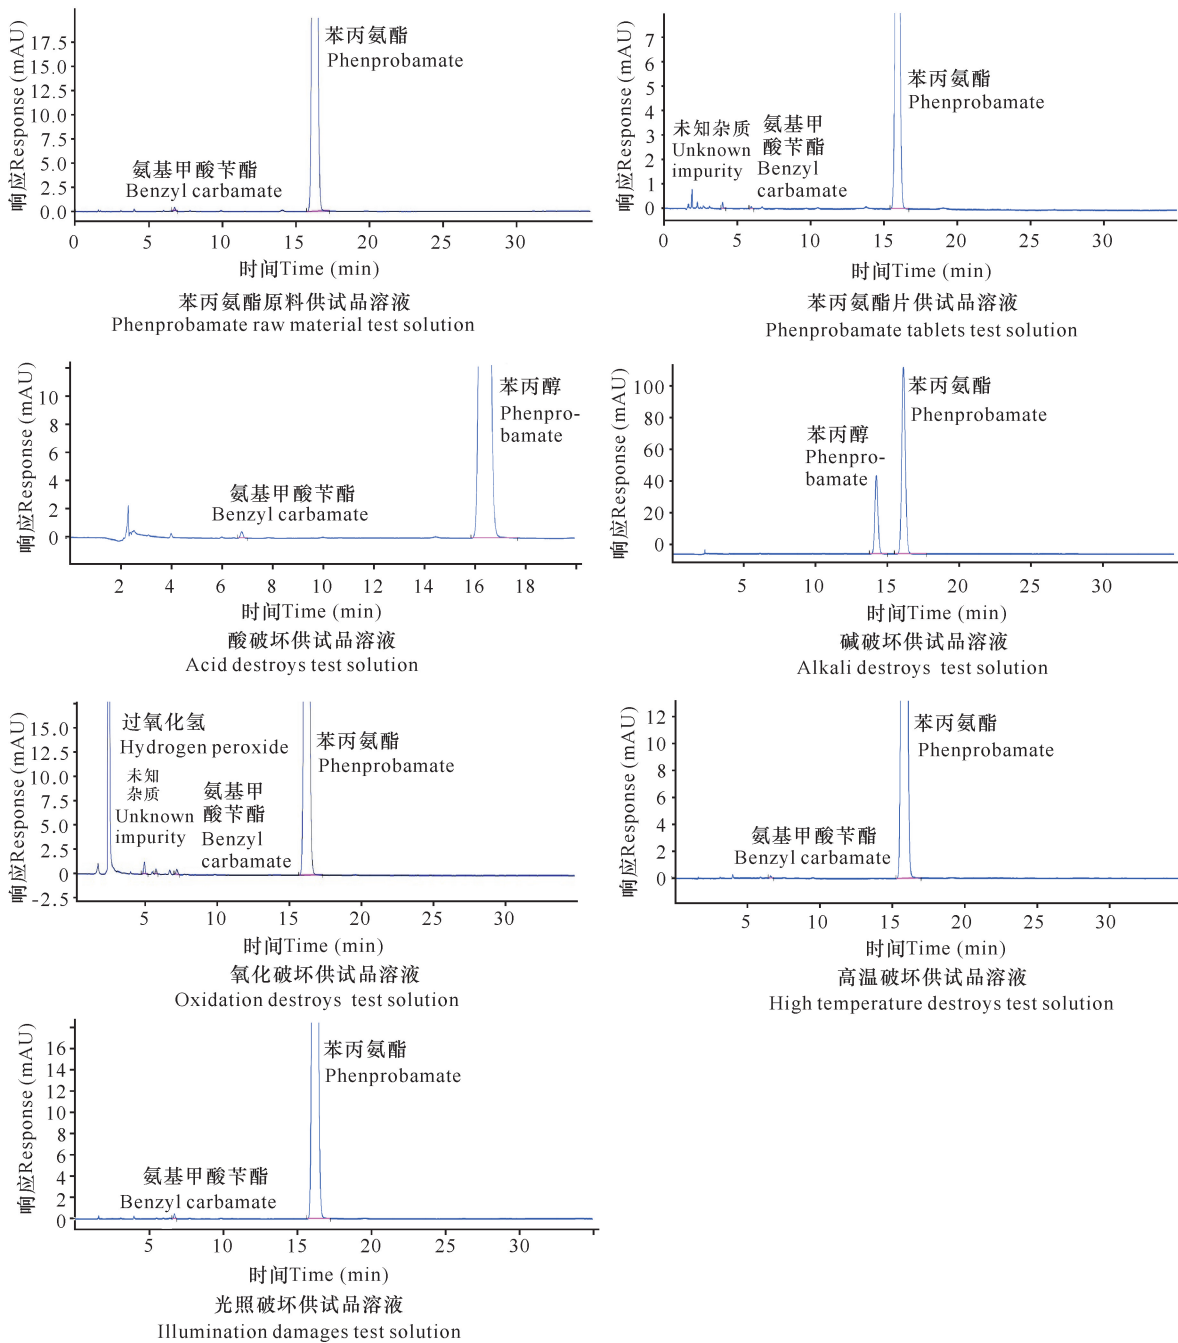 响应Response (mAU)
17.5
15.0
12.5
10.0
7.5
5.0
2.5
0.0
苯丙氨酯
Phenprobamate
氨基甲酸苄酯
Benzyl carbamate
0 5 10 15 20 25 30
时间Time (min)
苯丙氨酯原料供试品溶液
Phenprobamate raw material test solution
响应Response (mAU)
7
6
5
4
3
2
1
0
苯丙氨酯
Phenprobamate
未知杂质
Unknown
impurity
氨基甲
酸苄酯
Benzyl
carbamate
0 5 10 15 20 25 30
时间Time (min)
苯丙氨酯片供试品溶液
Phenprobamate tablets test solution
响应Response (mAU)
10
8
6
4
2
0
苯丙醇
Phenpro-
bamate
氨基甲酸苄酯
Benzyl carbamate
2 4 6 8 10 12 14 16 18
时间Time (min)
酸破坏供试品溶液
Acid destroys test solution
响应Response (mAU)
100
80
60
40
20
0
苯丙氨酯
Phenprobamate
苯丙醇
Phenpro-
bamate
5 10 15 20 25 30
时间Time (min)
碱破坏供试品溶液
Alkali destroys test solution
响应Response (mAU)
15.0
12.5
10.0
7.5
5.0
2.5
0
-2.5
过氧化氢
Hydrogen peroxide
未知
杂质
Unknown
impurity
氨基甲
酸苄酯
Benzyl
carbamate
苯丙氨酯
Phenprobamate
5 10 15 20 25 30
时间Time (min)
氧化破坏供试品溶液
Oxidation destroys test solution
响应Response (mAU)
12
10
8
6
4
2
0
苯丙氨酯
Phenprobamate
氨基甲酸苄酯
Benzyl carbamate
5 10 15 20 25 30
时间Time (min)
高温破坏供试品溶液
High temperature destroys test solution
响应Response (mAU)
16
14
12
10
8
6
4
2
0
苯丙氨酯
Phenprobamate
氨基甲酸苄酯
Benzyl carbamate
5 10 15 20 25 30
时间Time (min)
光照破坏供试品溶液
Illumination damages test solution